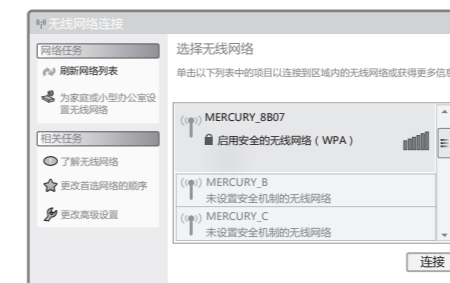 无线网络连接
网络任务
刷新网络列表
为家庭或小型办公室设
置无线网络
相关任务
了解无线网络
更改首选网络的顺序
更改高级设置
选择无线网络
单击以下列表中的项目以连接到区域内的无线网络或获得更多信息
MERCURY_8B07
启用安全的无线网络（WPA）
MERCURY_B
未设置安全机制的无线网络
MERCURY_C
未设置安全机制的无线网络
连接